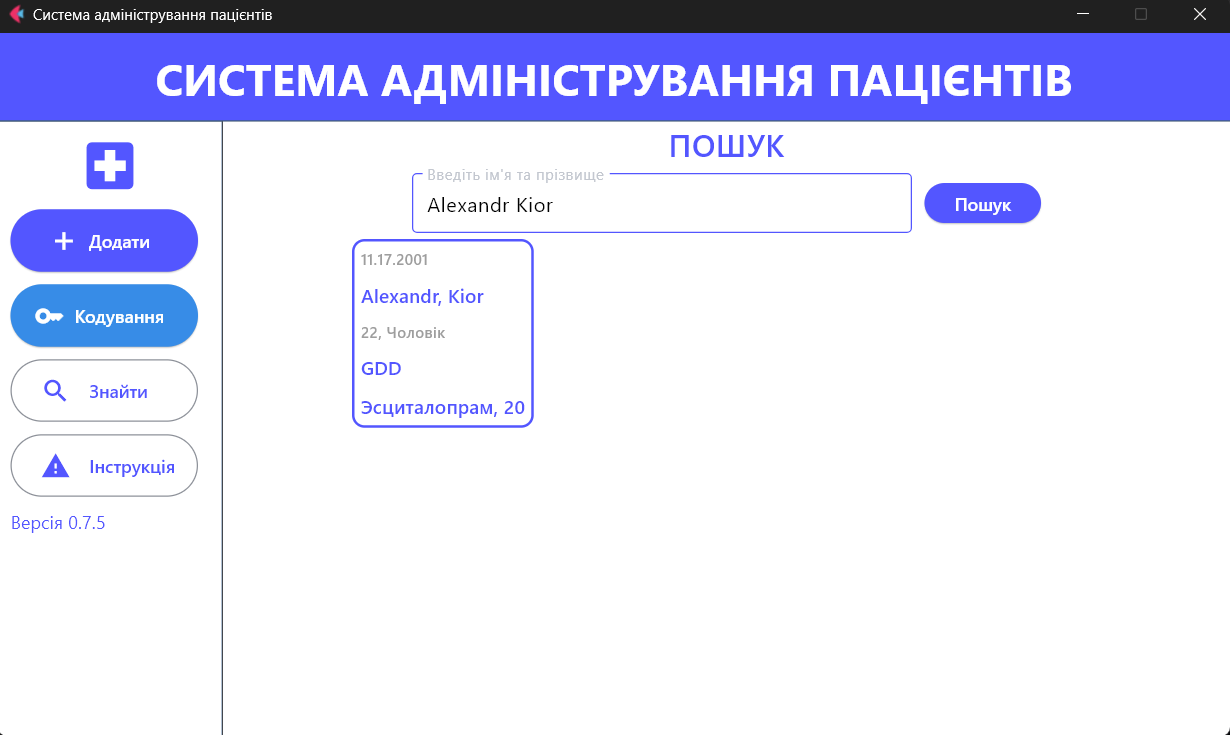 Система адміністрування пацієнтів
СИСТЕМА АДМІНІСТРУВАННЯ ПАЦІЄНТІВ
Додати
Кодування
Знайти
Інструкція
Версія 0.7.5
ПОШУК
Введіть ім'я та прізвище
Alexandr Kior
Пошук
11.17.2001
Alexandr, Kior
22, Чоловік
GDD
Эсциталопрам, 20